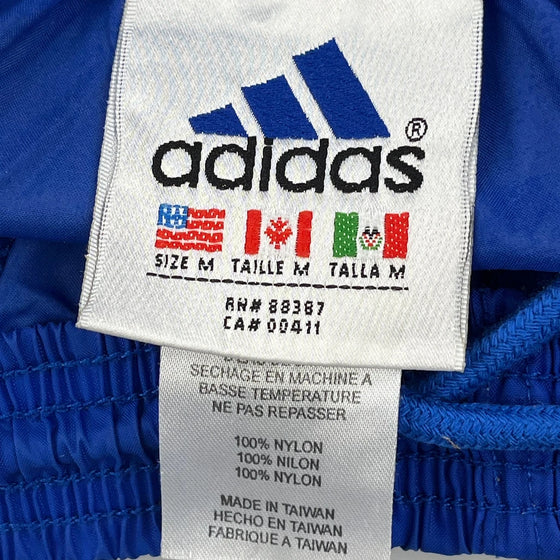 adidas®
SIZE M TAILLE M TALLA M
RN# 88387
CA# 00411
SECHAGE EN MACHINE A
BASSE TEMPERATURE
NE PAS REPASSER
100% NYLON
100% NILON
100% NYLON
MADE IN TAIWAN
HECHO EN TAIWAN
FABRIQUE A TAIWAN